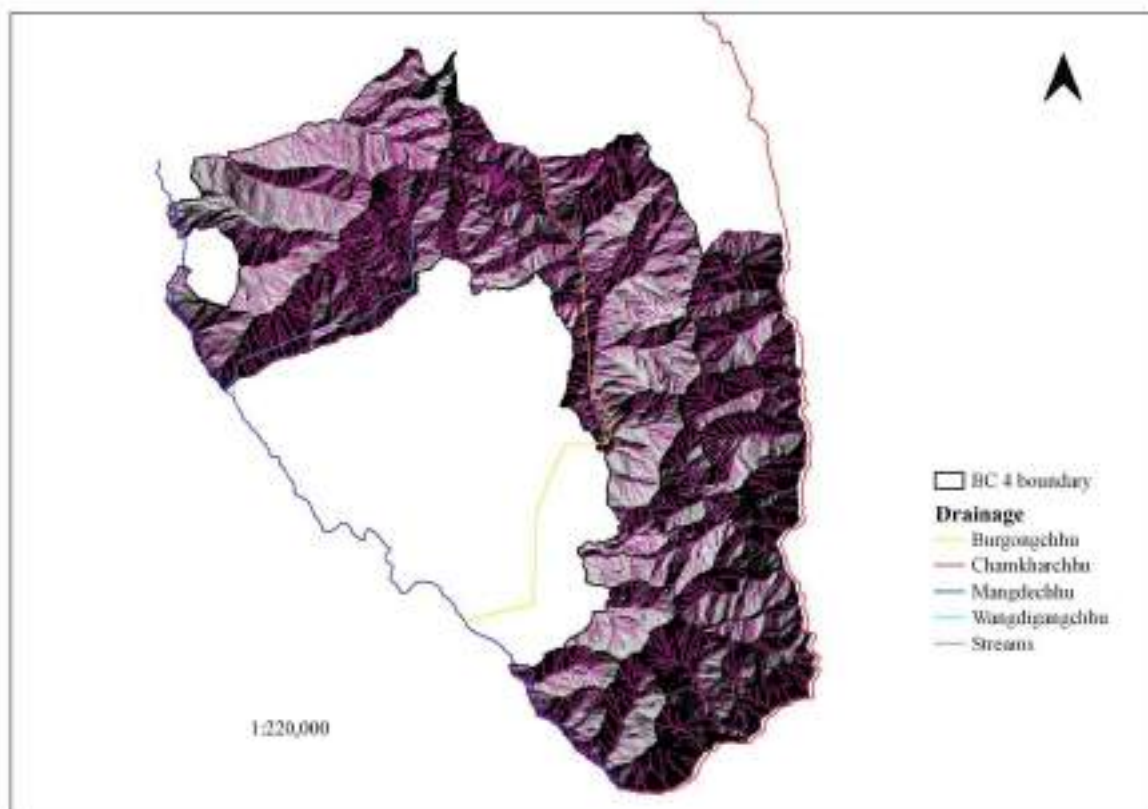 BC 4 boundary
Drainage
Burgongchhu
Chamkharchhu
Mangdechhu
Wangdigangchhu
Streams
1:220,000